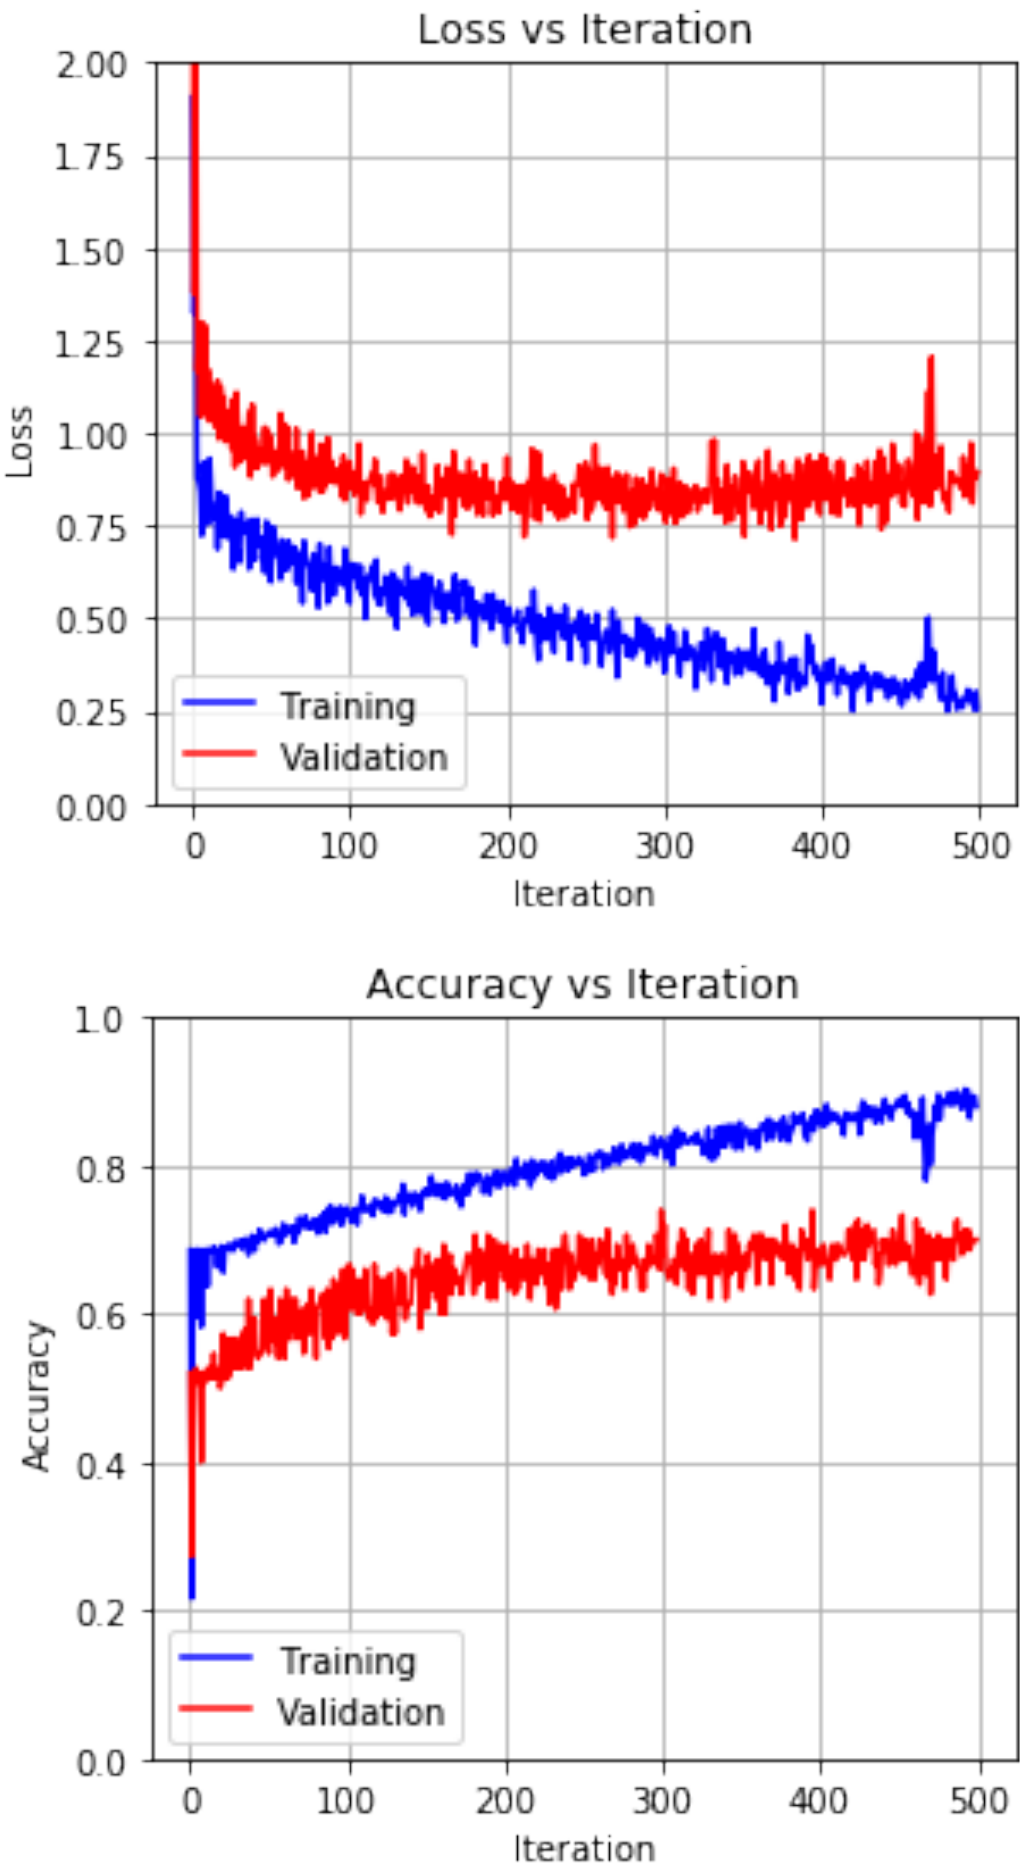 Loss vs Iteration
2.00
1.75
1.50
1.25
1.00
0.75
0.50
0.25
0.00
Loss
Training
Validation
0 100 200 300 400 500
Iteration
Accuracy vs Iteration
1.0
0.8
0.6
0.4
0.2
0.0
Accuracy
Training
Validation
0 100 200 300 400 500
Iteration